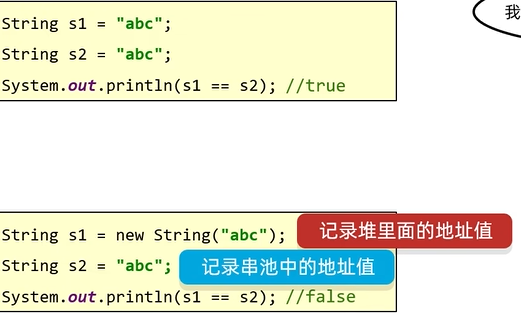 String s1 = "abc";
String s2 = "abc";
System.out.println(s1 == s2); //true
我
String s1 = new String("abc"); 记录堆里面的地址值
String s2 = "abc"; 记录串池中的地址值
System.out.println(s1 == s2); //false